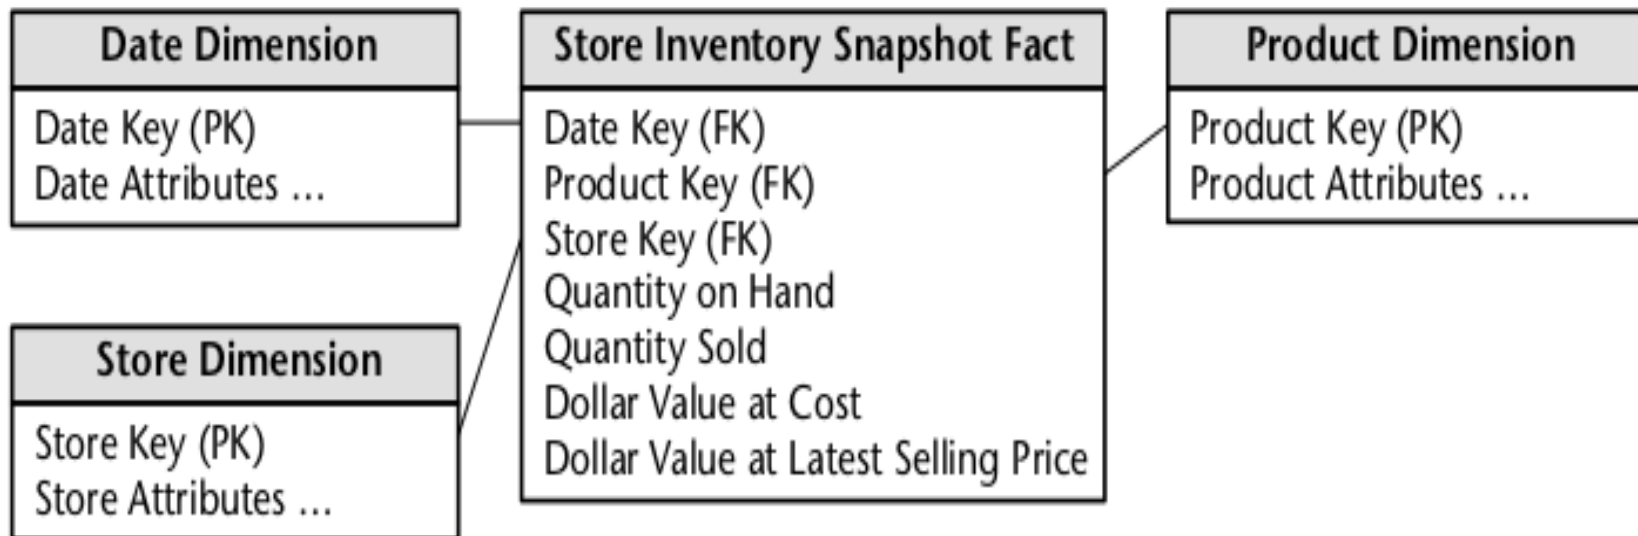 Date Dimension
Date Key (PK)
Date Attributes ...
Store Dimension
Store Key (PK)
Store Attributes ...
Store Inventory Snapshot Fact
Date Key (FK)
Product Key (FK)
Store Key (FK)
Quantity on Hand
Quantity Sold
Dollar Value at Cost
Dollar Value at Latest Selling Price
Product Dimension
Product Key (PK)
Product Attributes ...